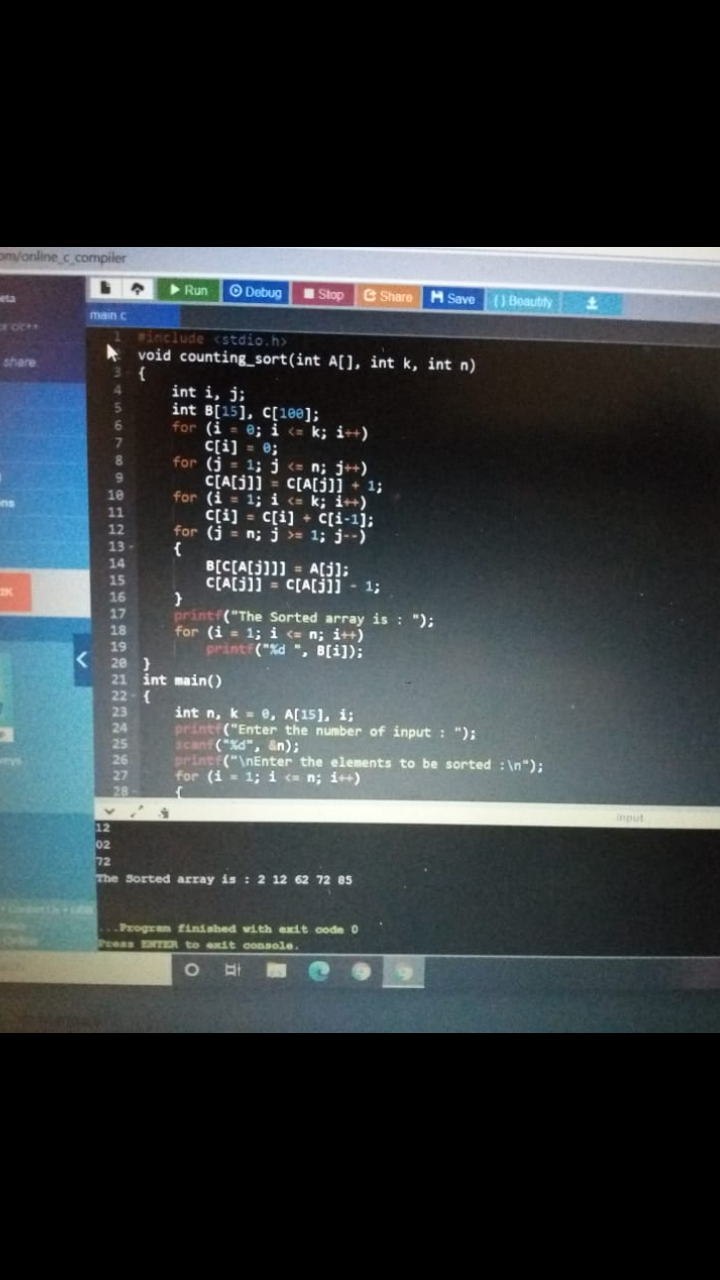 om/online_c_compiler
Run Debug Stop Share Save {} Beautify
main.c
share
1 #include <stdio.h>
2 void counting_sort(int A[], int k, int n)
3 {
4 int i, j;
5 int B[15], C[100];
6 for (i = 0; i <= k; i++)
7 C[i] = 0;
8 for (j = 1; j <= n; j++)
9 C[A[j]] = C[A[j]] + 1;
10 for (i = 1; i <= k; i++)
11 C[i] = C[i] + C[i-1];
12 for (j = n; j >= 1; j--)
13 {
14 B[C[A[j]]] = A[j];
15 C[A[j]] = C[A[j]] - 1;
16 }
17 printf("The Sorted array is : ");
18 for (i = 1; i <= n; i++)
19 printf("%d ", B[i]);
20 }
21 int main()
22 {
23 int n, k = 0, A[15], i;
24 printf("Enter the number of input : ");
25 scanf("%d", &n);
26 printf("\nEnter the elements to be sorted :\n");
27 for (i = 1; i <= n; i++)
28 {
input
12
02
72
The Sorted array is : 2 12 62 72 85
...Program finished with exit code 0
Press ENTER to exit console.